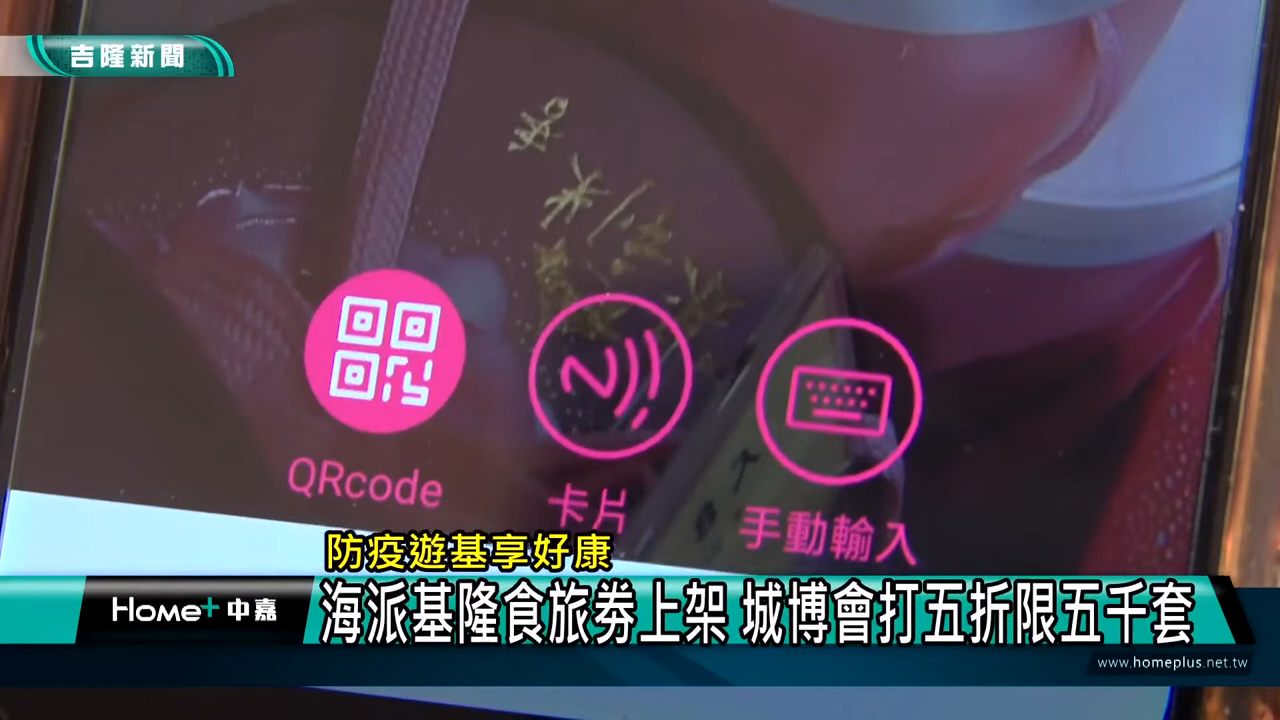 吉隆新聞
QRcode
卡片
手動輸入
防疫遊基享好康
Home+中嘉
海派基隆食旅券上架 城博會打五折限五千套
www.homeplus.net.tw